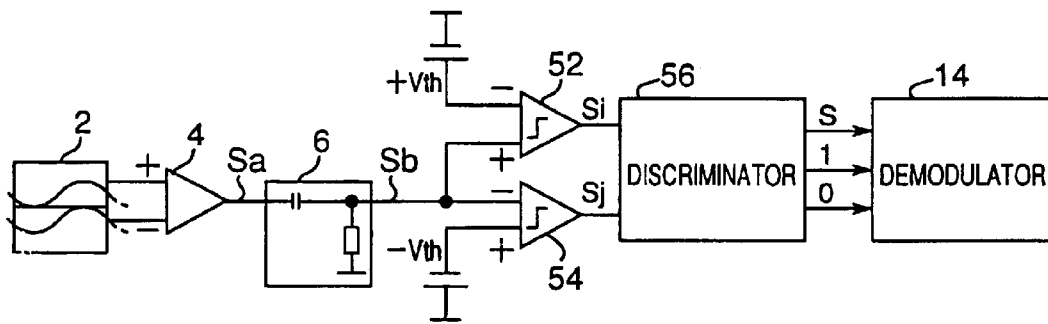 2
+
−
4
Sa
6
Sb
+Vth
−
+
52
Si
−Vth
−
+
54
Sj
56
DISCRIMINATOR
S
1
0
14
DEMODULATOR